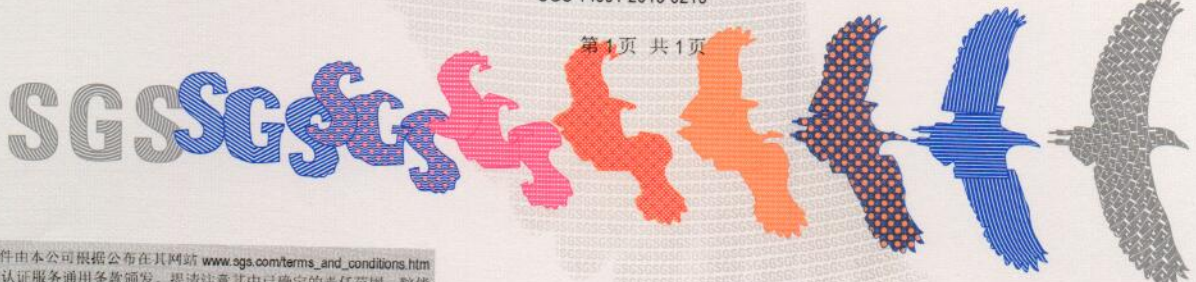 第1页 共1页
SGS SGS SGS
件由本公司根据公布在其网站 www.sgs.com/terms_and_conditions.htm
认证服务通用条款颁发。提请注意其中已确定的责任范围、赔偿